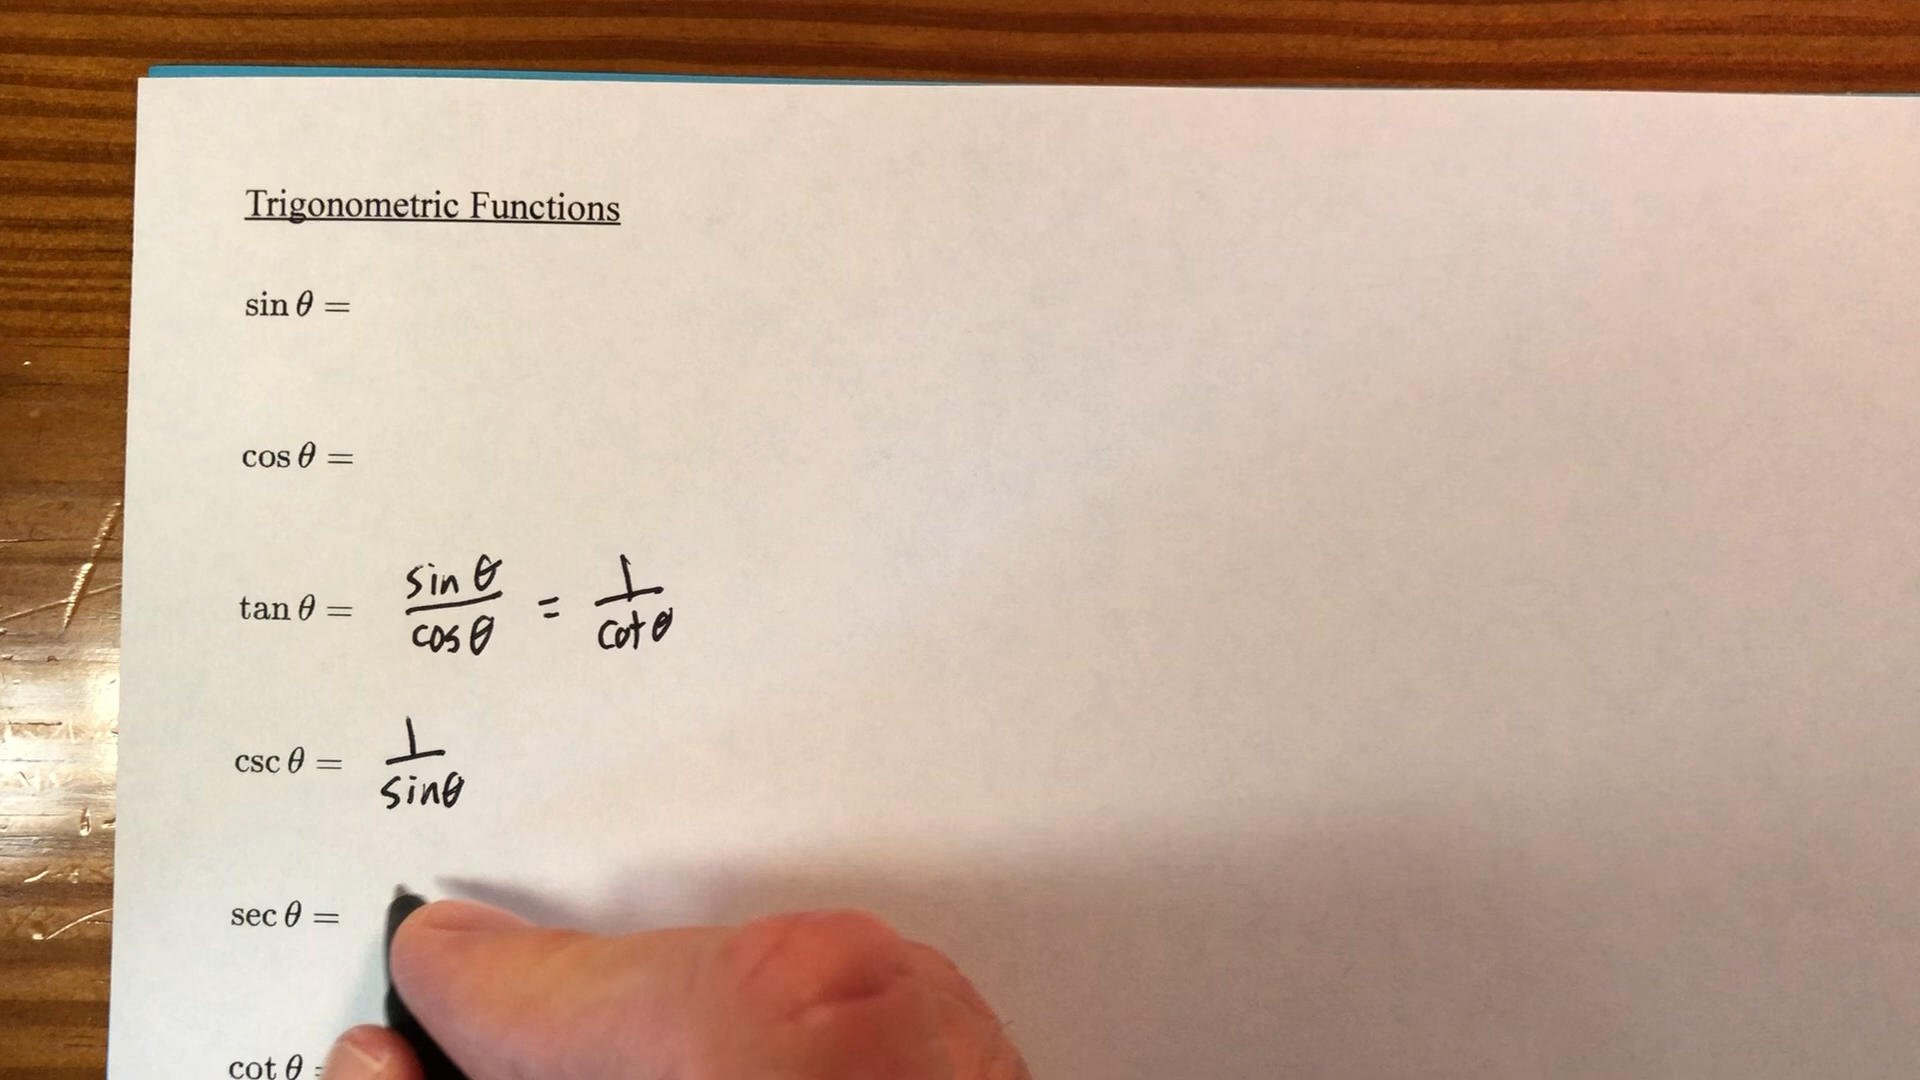 Trigonometric Functions
sin θ =
cos θ =
tan θ = sin θ / cos θ = 1 / cot θ
csc θ = 1 / sin θ
sec θ =
cot θ =